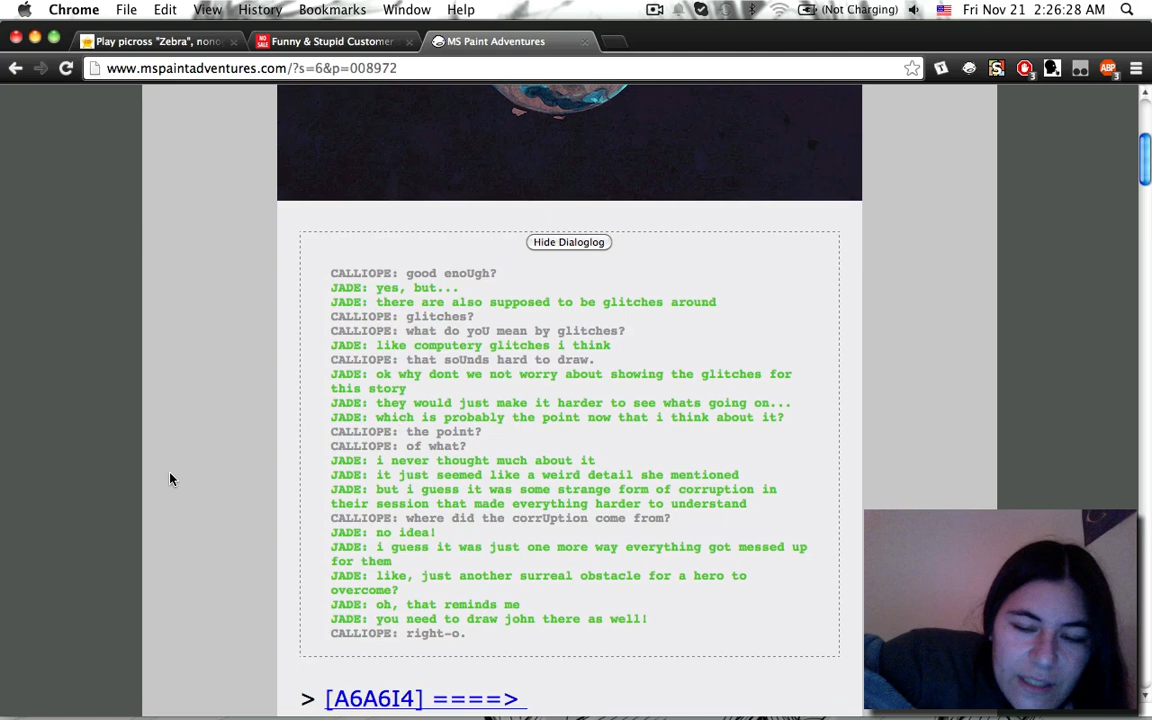 Chrome File Edit View History Bookmarks Window Help (Not Charging) Fri Nov 21 2:26:28 AM
Play picross "Zebra", nono Funny & Stupid Customer MS Paint Adventures
www.mspaintadventures.com/?s=6&p=008972
Hide Dialoglog
CALLIOPE: good enoUgh?
JADE: yes, but...
JADE: there are also supposed to be glitches around
CALLIOPE: glitches?
CALLIOPE: what do yoU mean by glitches?
JADE: like computery glitches i think
CALLIOPE: that soUnds hard to draw.
JADE: ok why dont we not worry about showing the glitches for
this story
JADE: they would just make it harder to see whats going on...
JADE: which is probably the point now that i think about it?
CALLIOPE: the point?
CALLIOPE: of what?
JADE: i never thought much about it
JADE: it just seemed like a weird detail she mentioned
JADE: but i guess it was some strange form of corruption in
their session that made everything harder to understand
CALLIOPE: where did the corrUption come from?
JADE: no idea!
JADE: i guess it was just one more way everything got messed up
for them
JADE: like, just another surreal obstacle for a hero to
overcome?
JADE: oh, that reminds me
JADE: you need to draw john there as well!
CALLIOPE: right-o.
> [A6A6I4] ====>